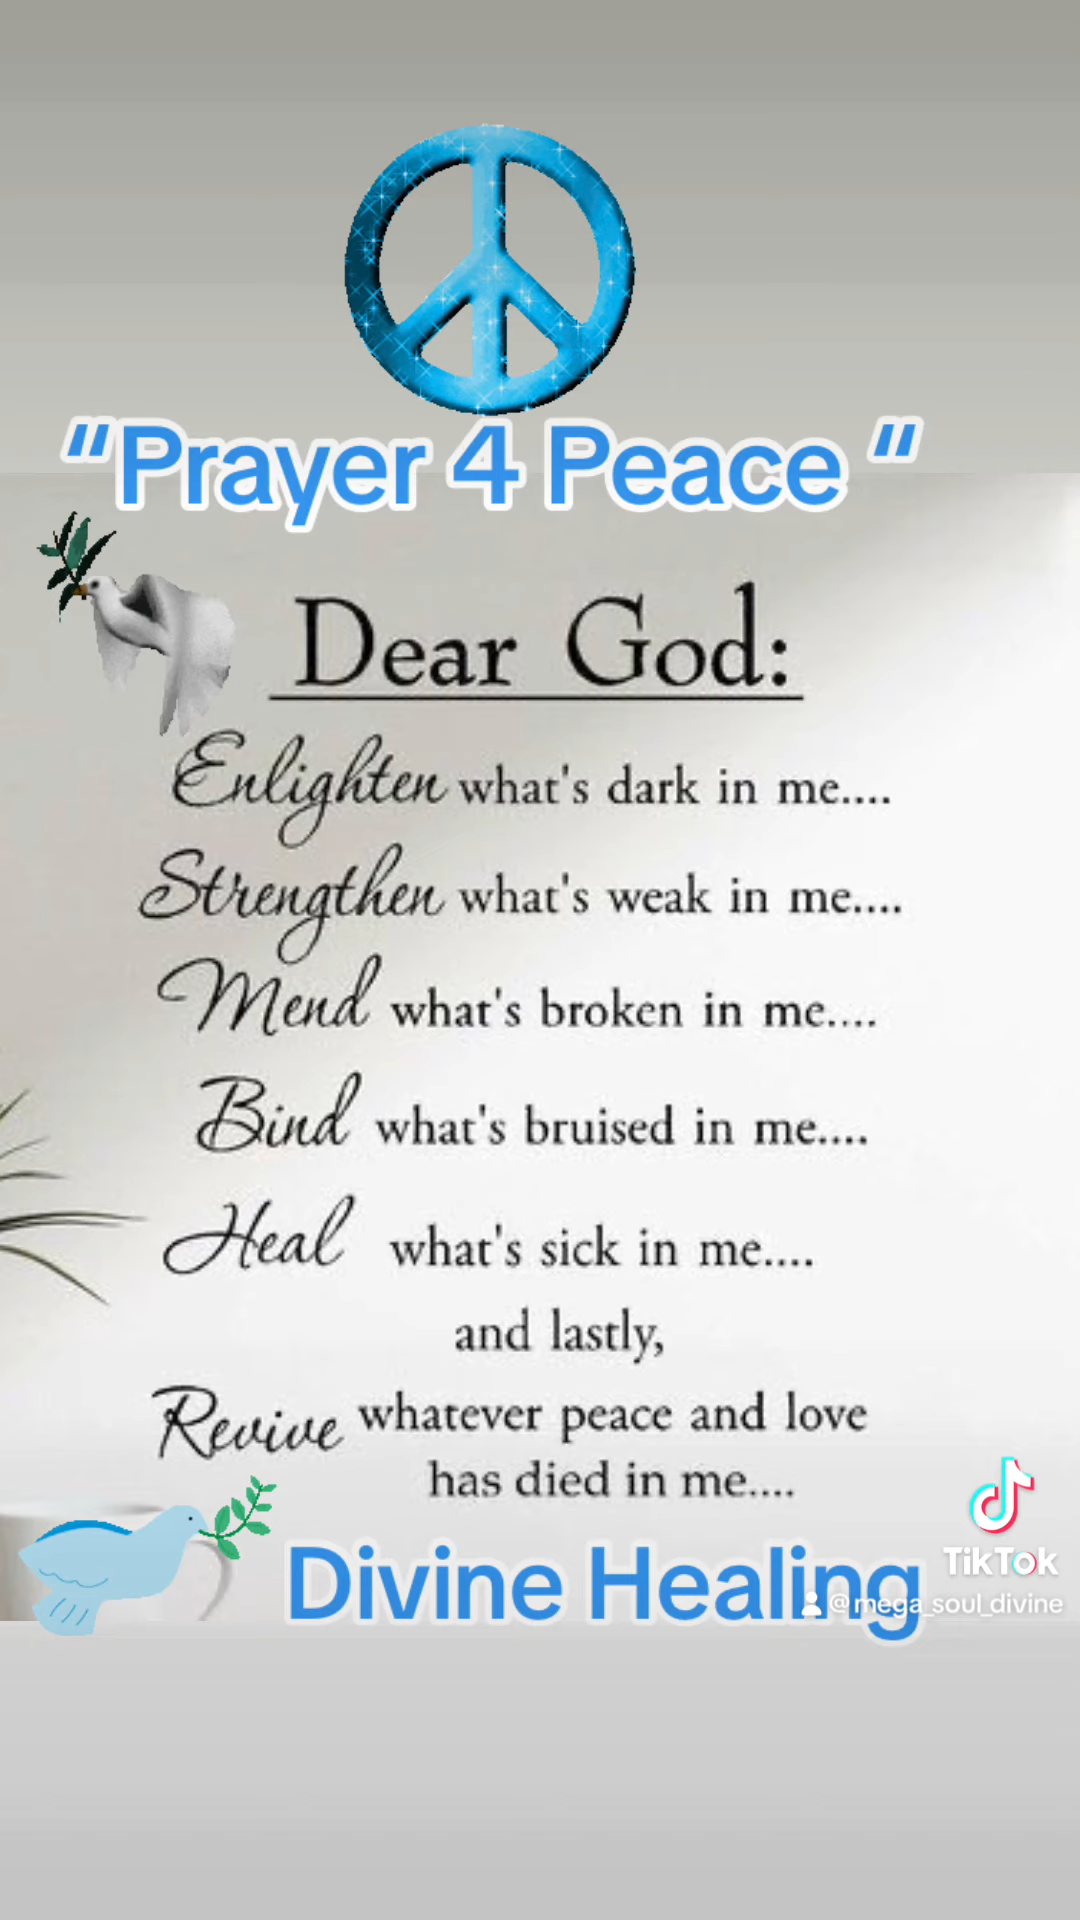 “Prayer 4 Peace “
Dear God:
Enlighten what's dark in me....
Strengthen what's weak in me....
Mend what's broken in me....
Bind what's bruised in me....
Heal what's sick in me....
and lastly,
Revive whatever peace and love
has died in me....
Divine Healing
TikTok
@mega_soul_divine